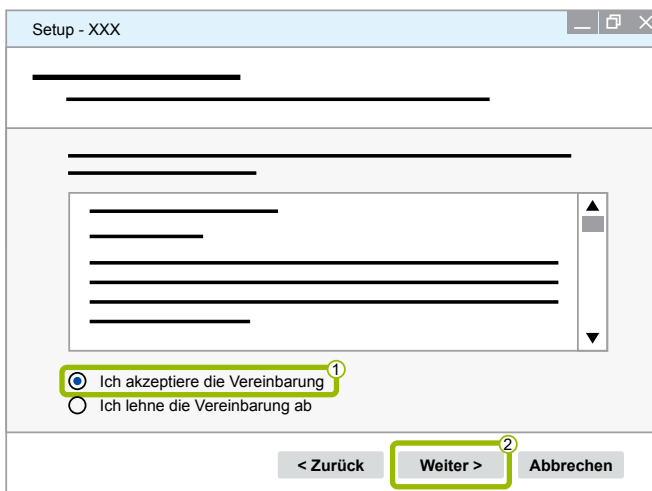 Setup - XXX
Ich akzeptiere die Vereinbarung
1
Ich lehne die Vereinbarung ab
2
< Zurück Weiter > Abbrechen